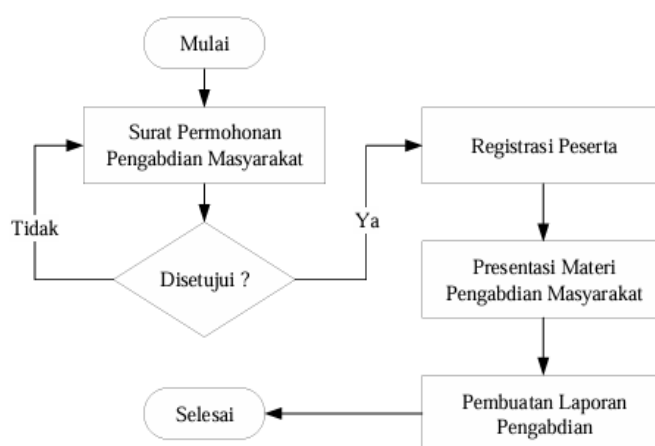 Mulai
Surat Permohonan
Pengabdian Masyarakat
Tidak
Disetujui ?
Ya
Registrasi Peserta
Presentasi Materi
Pengabdian Masyarakat
Pembuatan Laporan
Pengabdian
Selesai